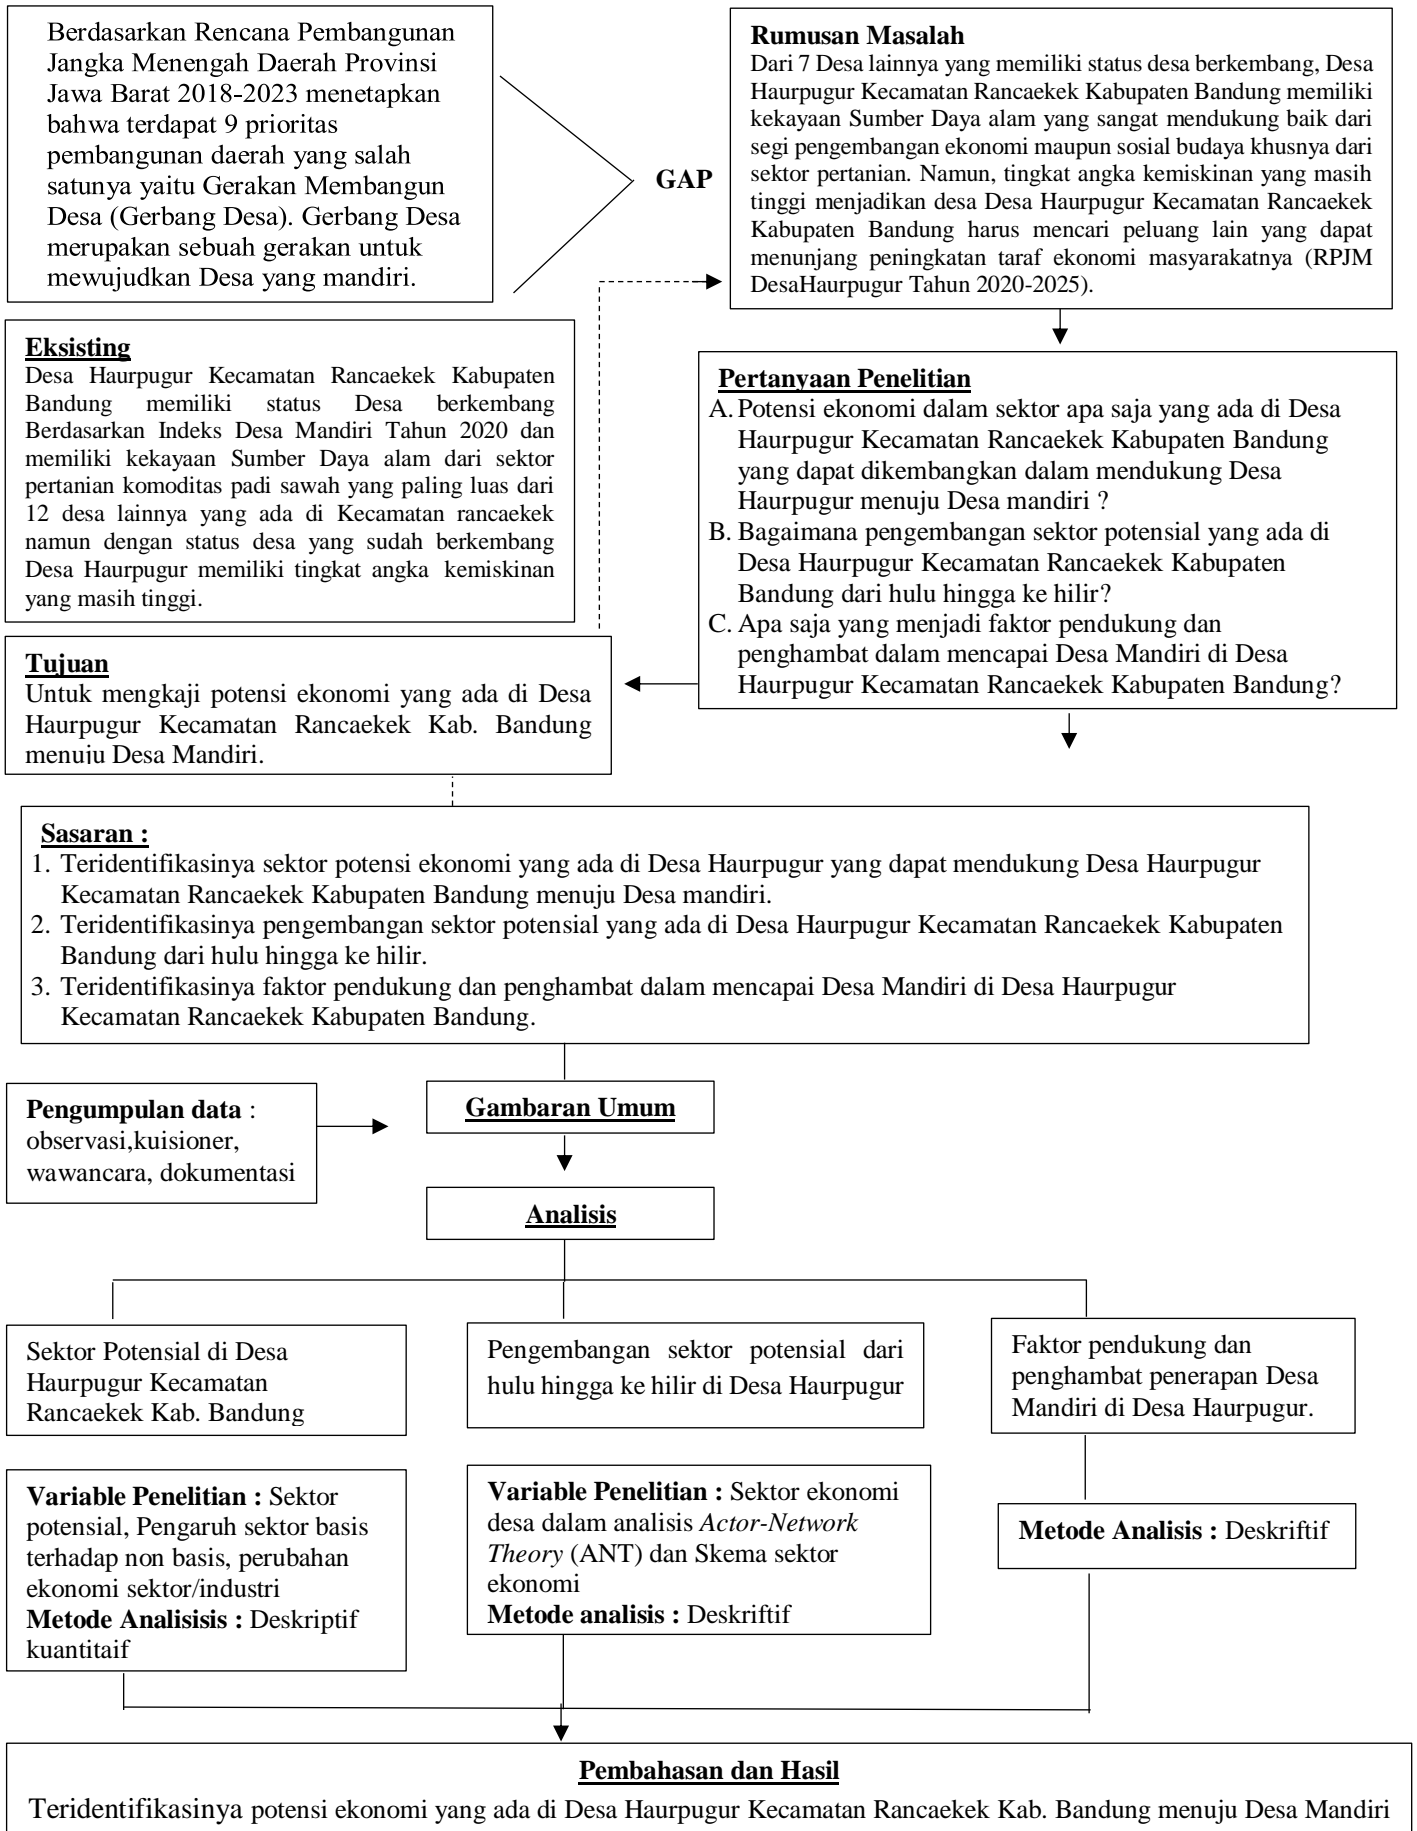 Berdasarkan Rencana Pembangunan
Jangka Menengah Daerah Provinsi
Jawa Barat 2018-2023 menetapkan
bahwa terdapat 9 prioritas
pembangunan daerah yang salah
satunya yaitu Gerakan Membangun
Desa (Gerbang Desa). Gerbang Desa
merupakan sebuah gerakan untuk
mewujudkan Desa yang mandiri.
GAP
Rumusan Masalah
Dari 7 Desa lainnya yang memiliki status desa berkembang, Desa
Haurpugur Kecamatan Rancaekek Kabupaten Bandung memiliki
kekayaan Sumber Daya alam yang sangat mendukung baik dari
segi pengembangan ekonomi maupun sosial budaya khusnya dari
sektor pertanian. Namun, tingkat angka kemiskinan yang masih
tinggi menjadikan desa Desa Haurpugur Kecamatan Rancaekek
Kabupaten Bandung harus mencari peluang lain yang dapat
menunjang peningkatan taraf ekonomi masyarakatnya (RPJM
DesaHaurpugur Tahun 2020-2025).
Eksisting
Desa Haurpugur Kecamatan Rancaekek Kabupaten
Bandung memiliki status Desa berkembang
Berdasarkan Indeks Desa Mandiri Tahun 2020 dan
memiliki kekayaan Sumber Daya alam dari sektor
pertanian komoditas padi sawah yang paling luas dari
12 desa lainnya yang ada di Kecamatan rancaekek
namun dengan status desa yang sudah berkembang
Desa Haurpugur memiliki tingkat angka kemiskinan
yang masih tinggi.
Pertanyaan Penelitian
A. Potensi ekonomi dalam sektor apa saja yang ada di Desa
Haurpugur Kecamatan Rancaekek Kabupaten Bandung
yang dapat dikembangkan dalam mendukung Desa
Haurpugur menuju Desa mandiri ?
B. Bagaimana pengembangan sektor potensial yang ada di
Desa Haurpugur Kecamatan Rancaekek Kabupaten
Bandung dari hulu hingga ke hilir?
C. Apa saja yang menjadi faktor pendukung dan
penghambat dalam mencapai Desa Mandiri di Desa
Haurpugur Kecamatan Rancaekek Kabupaten Bandung?
Tujuan
Untuk mengkaji potensi ekonomi yang ada di Desa
Haurpugur Kecamatan Rancaekek Kab. Bandung
menuju Desa Mandiri.
Sasaran :
1. Teridentifikasinya sektor potensi ekonomi yang ada di Desa Haurpugur yang dapat mendukung Desa Haurpugur
Kecamatan Rancaekek Kabupaten Bandung menuju Desa mandiri.
2. Teridentifikasinya pengembangan sektor potensial yang ada di Desa Haurpugur Kecamatan Rancaekek Kabupaten
Bandung dari hulu hingga ke hilir.
3. Teridentifikasinya faktor pendukung dan penghambat dalam mencapai Desa Mandiri di Desa Haurpugur
Kecamatan Rancaekek Kabupaten Bandung.
Pengumpulan data :
observasi,kuisioner,
wawancara, dokumentasi
Gambaran Umum
Analisis
Sektor Potensial di Desa
Haurpugur Kecamatan
Rancaekek Kab. Bandung
Pengembangan sektor potensial dari
hulu hingga ke hilir di Desa Haurpugur
Faktor pendukung dan
penghambat penerapan Desa
Mandiri di Desa Haurpugur.
Variable Penelitian : Sektor
potensial, Pengaruh sektor basis
terhadap non basis, perubahan
ekonomi sektor/industri
Metode Analisisis : Deskriptif
kuantitaif
Variable Penelitian : Sektor ekonomi
desa dalam analisis Actor-Network
Theory (ANT) dan Skema sektor
ekonomi
Metode analisis : Deskriftif
Metode Analisis : Deskriftif
Pembahasan dan Hasil
Teridentifikasinya potensi ekonomi yang ada di Desa Haurpugur Kecamatan Rancaekek Kab. Bandung menuju Desa Mandiri